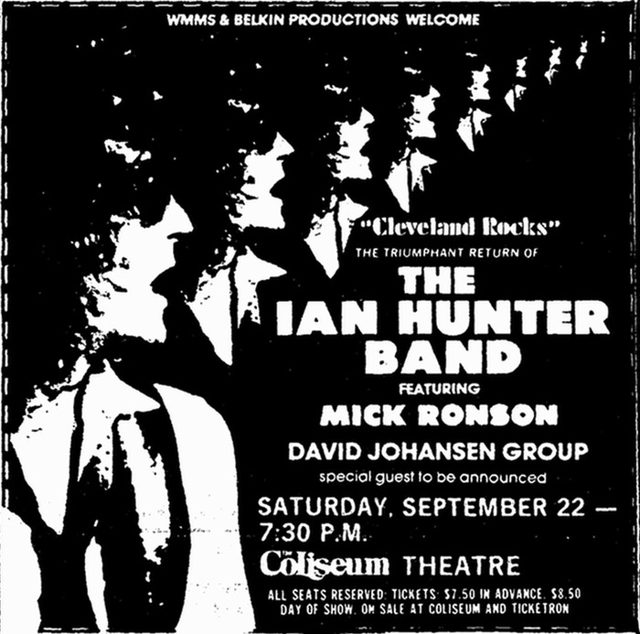 WMMS & BELKIN PRODUCTIONS WELCOME
"Cleveland Rocks"
THE TRIUMPHANT RETURN OF
THE
IAN HUNTER
BAND
FEATURING
MICK RONSON
DAVID JOHANSEN GROUP
special guest to be announced
SATURDAY, SEPTEMBER 22 —
7:30 P.M.
The Coliseum THEATRE
ALL SEATS RESERVED: TICKETS: $7.50 IN ADVANCE. $8.50
DAY OF SHOW. ON SALE AT COLISEUM AND TICKETRON